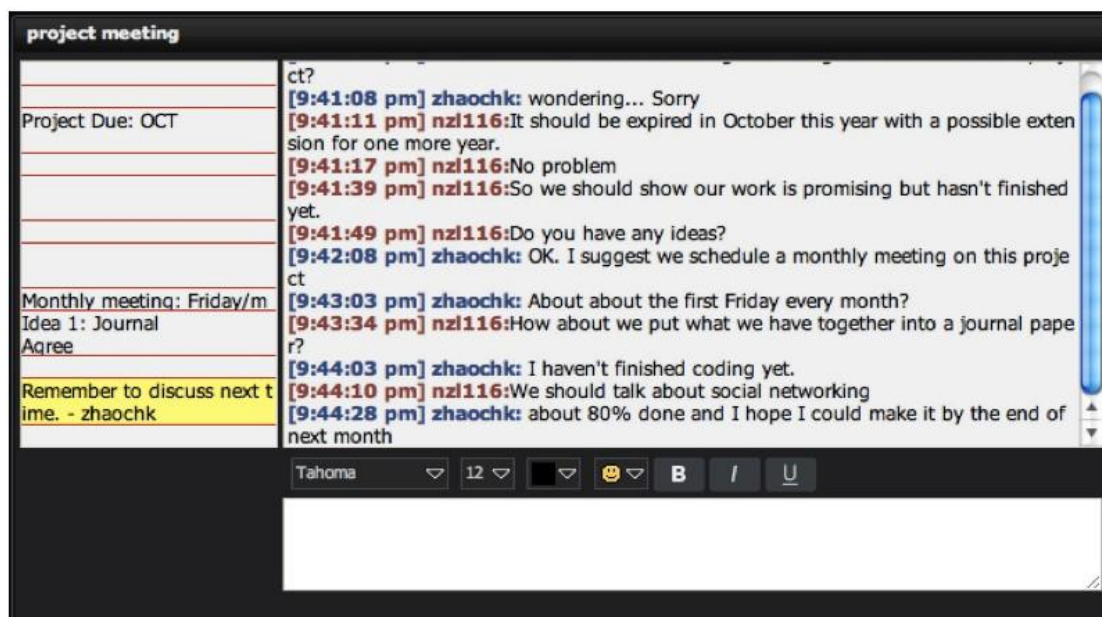 project meeting
Project Due: OCT
Monthly meeting: Friday/m
Idea 1: Journal
Agree
Remember to discuss next t
ime. - zhaochk
ct?
[9:41:08 pm] zhaochk: wondering... Sorry
[9:41:11 pm] nzl116:It should be expired in October this year with a possible exten
sion for one more year.
[9:41:17 pm] nzl116:No problem
[9:41:39 pm] nzl116:So we should show our work is promising but hasn't finished
yet.
[9:41:49 pm] nzl116:Do you have any ideas?
[9:42:08 pm] zhaochk: OK. I suggest we schedule a monthly meeting on this proje
ct
[9:43:03 pm] zhaochk: About about the first Friday every month?
[9:43:34 pm] nzl116:How about we put what we have together into a journal pape
r?
[9:44:03 pm] zhaochk: I haven't finished coding yet.
[9:44:10 pm] nzl116:We should talk about social networking
[9:44:28 pm] zhaochk: about 80% done and I hope I could make it by the end of
next month
Tahoma 12 B I U